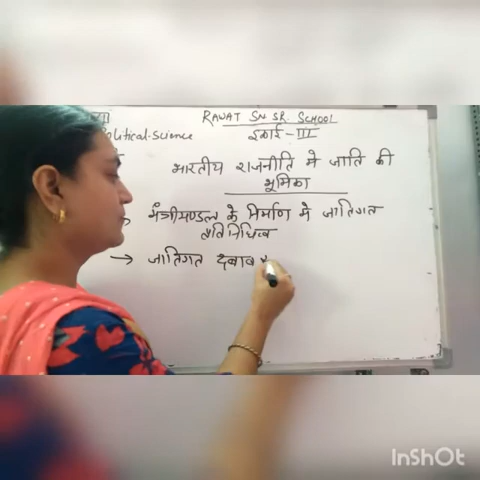 RAWAT SN SR. SCHOOL
Political-Science
इकाई-III
भारतीय राजनीति में जाति की
भूमिका
मंत्रीमण्डल के निर्माण में जातिगत
प्रतिनिधित्व
→ जातिगत दबाव
InShOt